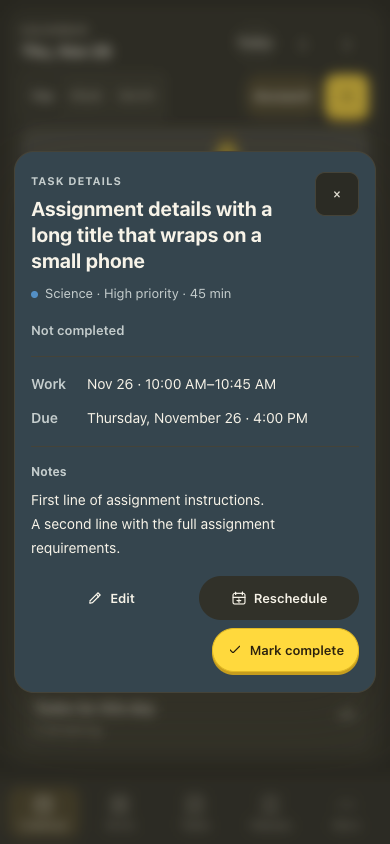 TASK DETAILS
×
Assignment details with a
long title that wraps on a
small phone
Science · High priority · 45 min
Not completed
Work Nov 26 · 10:00 AM–10:45 AM
Due Thursday, November 26 · 4:00 PM
Notes
First line of assignment instructions.
A second line with the full assignment
requirements.
Edit Reschedule
Mark complete